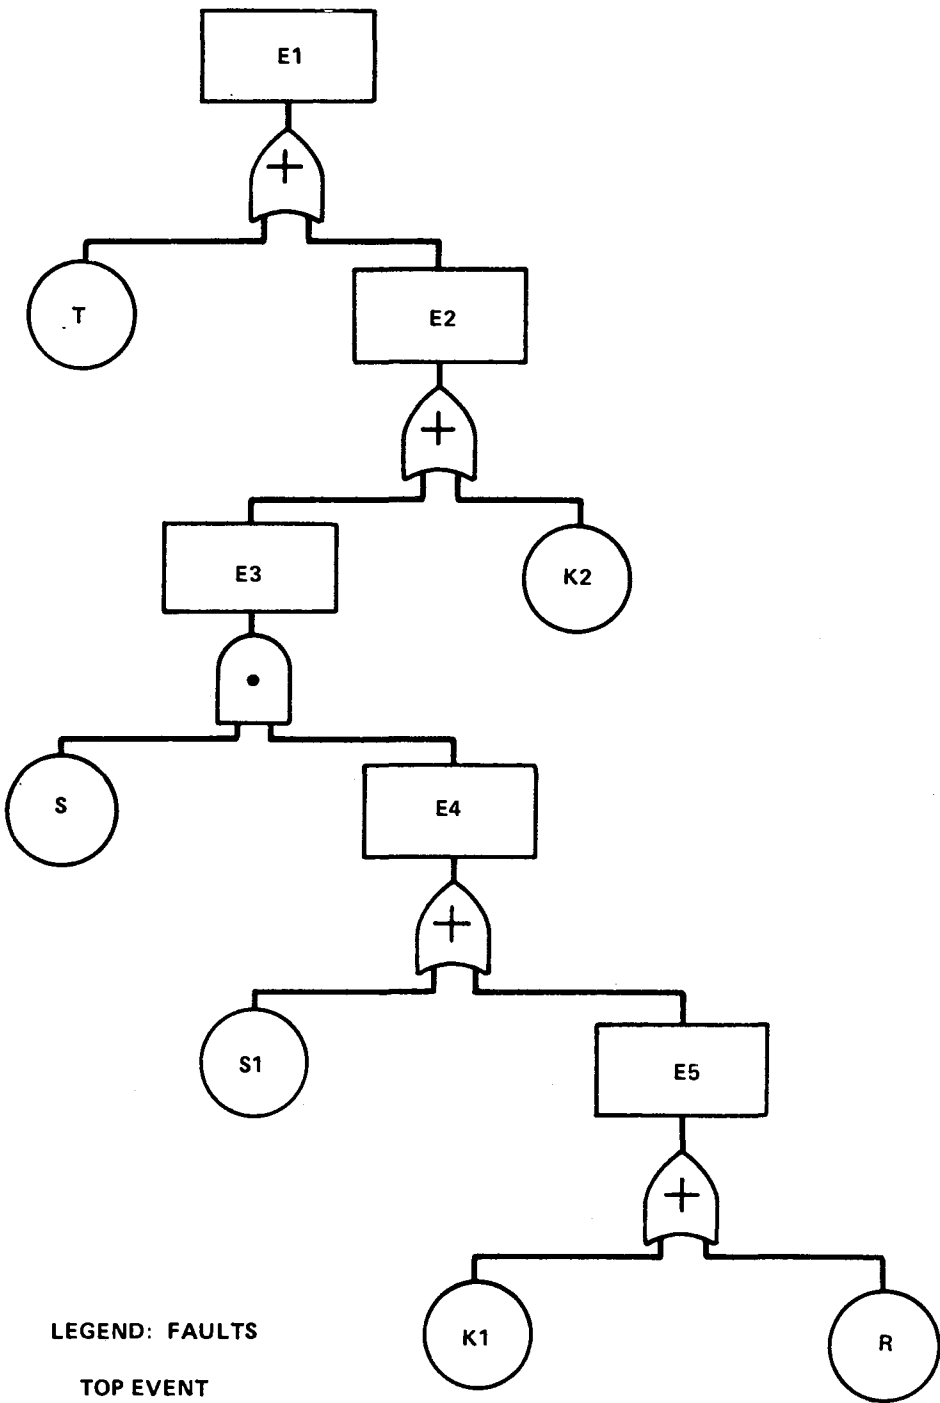 E1
+
T
E2
+
E3
K2
•
S
E4
+
S1
E5
+
K1
R
LEGEND: FAULTS
TOP EVENT